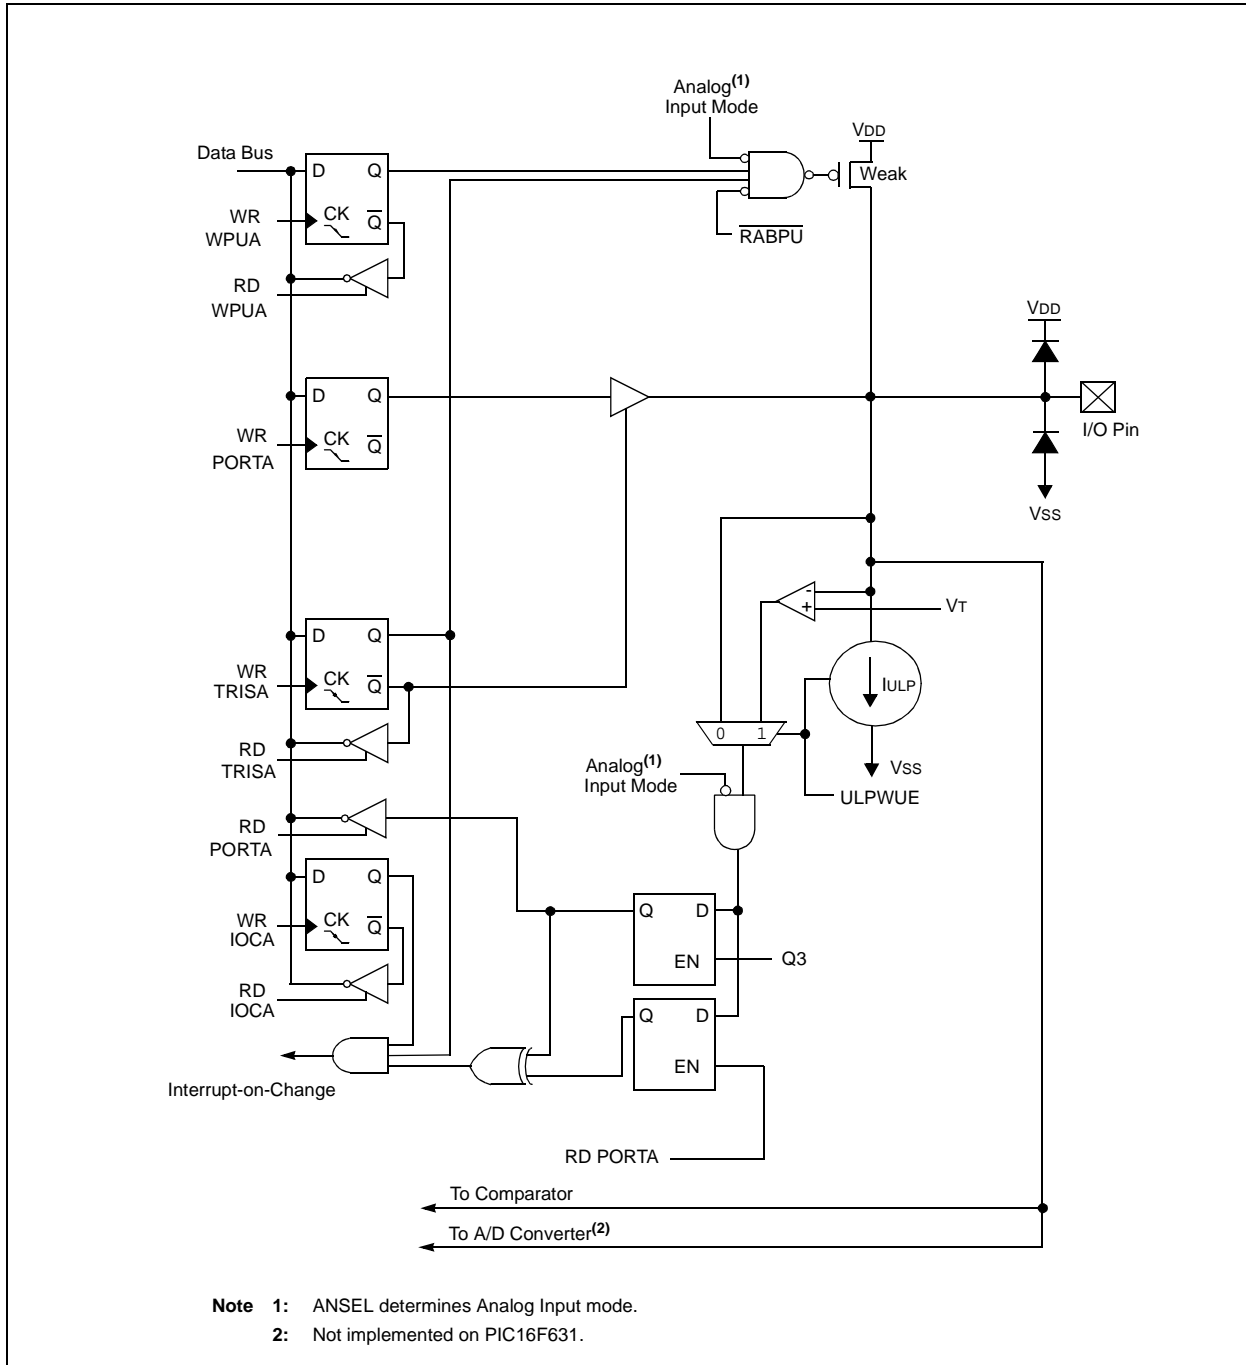 Analog(1)
Input Mode
VDD
Data Bus
D Q
Weak
WR
WPUA
CK Q
RABPU
RD
WPUA
VDD
D Q
WR
PORTA
CK Q
I/O Pin
VSS
- +
VT
D Q
WR
TRISA
CK Q
IULP
0 1
RD
TRISA
Analog(1)
Input Mode
VSS
ULPWUE
RD
PORTA
D Q
WR
IOCA
CK Q
Q D
EN
Q3
RD
IOCA
Q D
EN
Interrupt-on-Change
RD PORTA
To Comparator
To A/D Converter(2)
Note 1: ANSEL determines Analog Input mode.
2: Not implemented on PIC16F631.